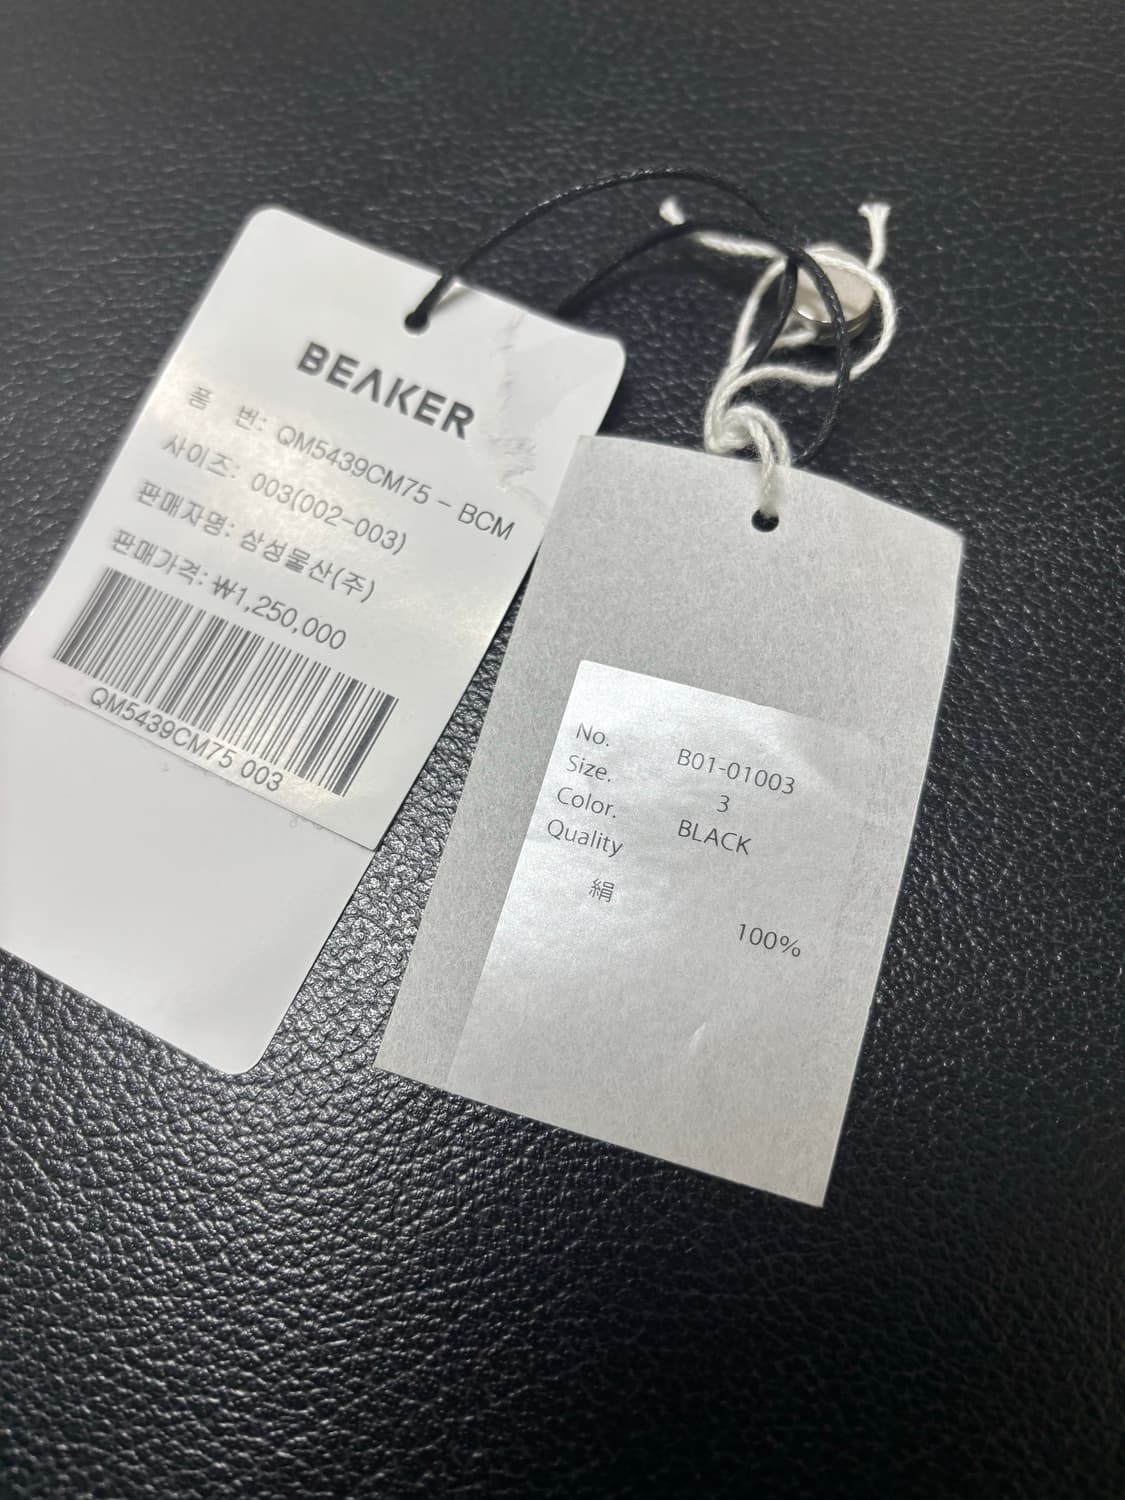 BEAKER
품 번: QM5439CM75 - BCM
사이즈: 003(002-003)
판매자명: 삼성물산(주)
판매가격: ₩1,250,000
QM5439CM75 003
No. B01-01003
Size. 3
Color. BLACK
Quality
絹
100%